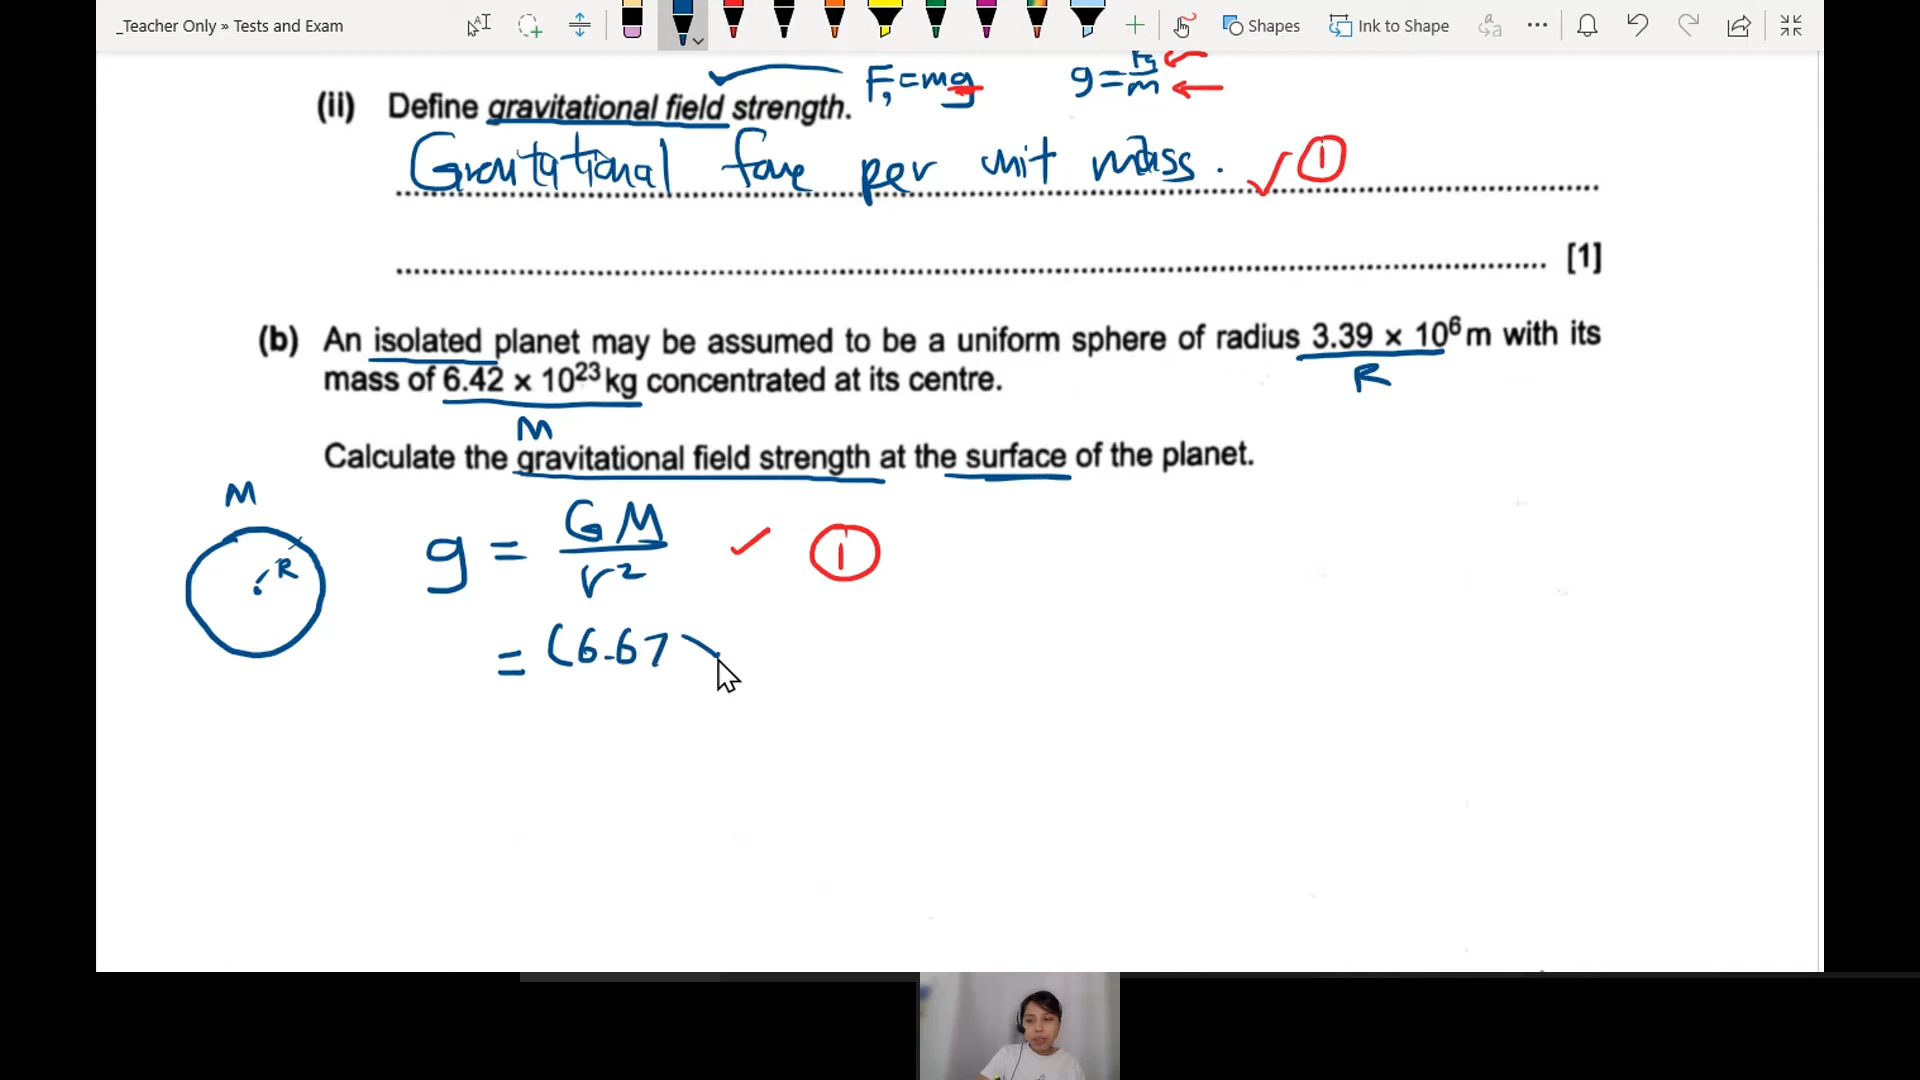 _Teacher Only » Tests and Exam
Shapes
Ink to Shape
F₉=mg g=Fg/m
(ii) Define gravitational field strength.
Gravitational force per unit mass. ✓ ①
[1]
(b) An isolated planet may be assumed to be a uniform sphere of radius 3.39 × 10⁶ m with its
R
mass of 6.42 × 10²³ kg concentrated at its centre.
M
Calculate the gravitational field strength at the surface of the planet.
M
R
g = GM/r² ✓ ①
= (6.67